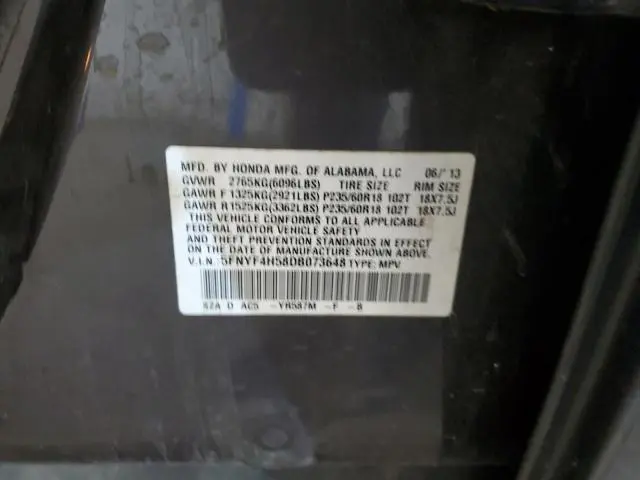 MFD. BY HONDA MFG. OF ALABAMA, LLC 06/'13
GVWR 2765KG(6096LBS) TIRE SIZE RIM SIZE
GAWR F 1325KG(2921LBS) P235/60R18 102T 18X7.5J
GAWR R 1525KG(3362LBS) P235/60R18 102T 18X7.5J
THIS VEHICLE CONFORMS TO ALL APPLICABLE
FEDERAL MOTOR VEHICLE SAFETY
AND THEFT PREVENTION STANDARDS IN EFFECT
ON THE DATE OF MANUFACTURE SHOWN ABOVE.
V.I.N.: 5FNYF4H58DB073648 TYPE: MPV
82A D AC5 -YR587M -F -B